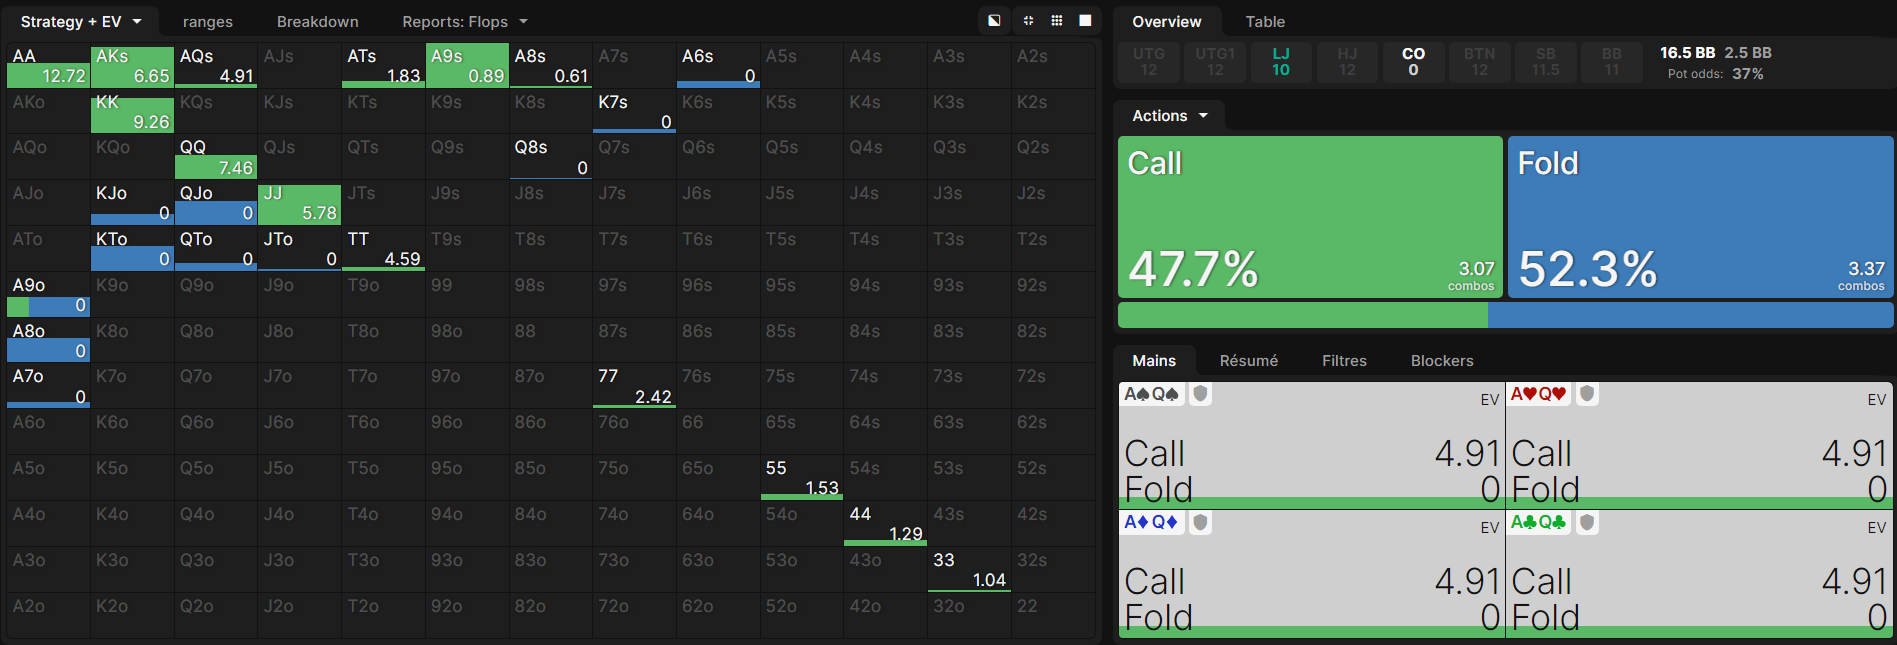 Strategy + EV ranges Breakdown Reports: Flops
AA AKs AQs AJs ATs A9s A8s A7s A6s A5s A4s A3s A2s
12.72 6.65 4.91 1.83 0.89 0.61 0
AKo KK KQs KJs KTs K9s K8s K7s K6s K5s K4s K3s K2s
9.26 0
AQo KQo QQ QJs QTs Q9s Q8s Q7s Q6s Q5s Q4s Q3s Q2s
7.46 0
AJo KJo QJo JJ JTs J9s J8s J7s J6s J5s J4s J3s J2s
0 0 5.78
ATo KTo QTo JTo TT T9s T8s T7s T6s T5s T4s T3s T2s
0 0 0 4.59
A9o K9o Q9o J9o T9o 99 98s 97s 96s 95s 94s 93s 92s
0
A8o K8o Q8o J8o T8o 98o 88 87s 86s 85s 84s 83s 82s
0
A7o K7o Q7o J7o T7o 97o 87o 77 76s 75s 74s 73s 72s
0 2.42
A6o K6o Q6o J6o T6o 96o 86o 76o 66 65s 64s 63s 62s
A5o K5o Q5o J5o T5o 95o 85o 75o 65o 55 54s 53s 52s
1.53
A4o K4o Q4o J4o T4o 94o 84o 74o 64o 54o 44 43s 42s
1.29
A3o K3o Q3o J3o T3o 93o 83o 73o 63o 53o 43o 33 32s
1.04
A2o K2o Q2o J2o T2o 92o 82o 72o 62o 52o 42o 32o 22
Overview Table
UTG UTG1 LJ HJ CO BTN SB BB
12 12 10 12 0 12 11.5 11
16.5 BB 2.5 BB
Pot odds: 37%
Actions
Call
47.7%
3.07
combos
Fold
52.3%
3.37
combos
Mains Résumé Filtres Blockers
A♠Q♠ EV
Call 4.91
Fold 0
A♥Q♥ EV
Call 4.91
Fold 0
A♦Q♦ EV
Call 4.91
Fold 0
A♣Q♣ EV
Call 4.91
Fold 0